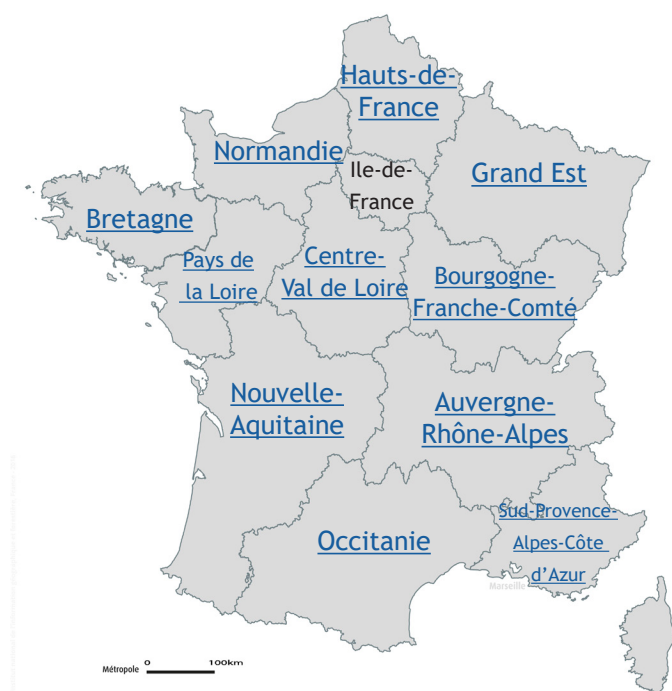 Hauts-de-
France
Normandie
Ile-de-
France
Grand Est
Bretagne
Pays de
la Loire
Centre-
Val de Loire
Bourgogne-
Franche-Comté
Nouvelle-
Aquitaine
Auvergne-
Rhône-Alpes
Sud-Provence-
Alpes-Côte
d'Azur
Occitanie
Marseille
Métropole 0 100km